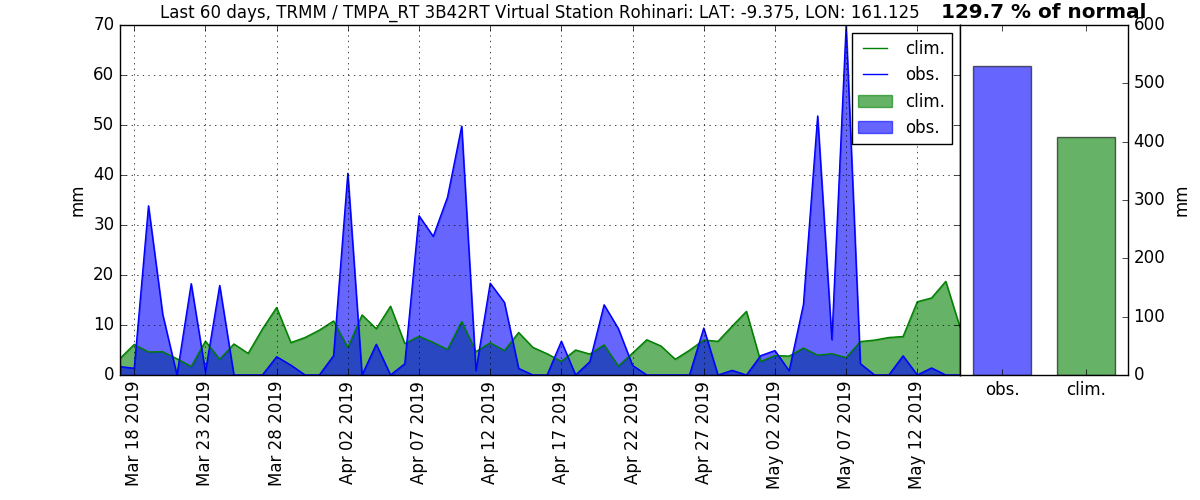 Last 60 days, TRMM / TMPA_RT 3B42RT Virtual Station Rohinari: LAT: -9.375, LON: 161.125
129.7 % of normal
70
60
50
40
30
20
10
0
mm
clim.
obs.
clim.
obs.
600
500
400
300
200
100
0
mm
Mar 18 2019
Mar 23 2019
Mar 28 2019
Apr 02 2019
Apr 07 2019
Apr 12 2019
Apr 17 2019
Apr 22 2019
Apr 27 2019
May 02 2019
May 07 2019
May 12 2019
obs.
clim.